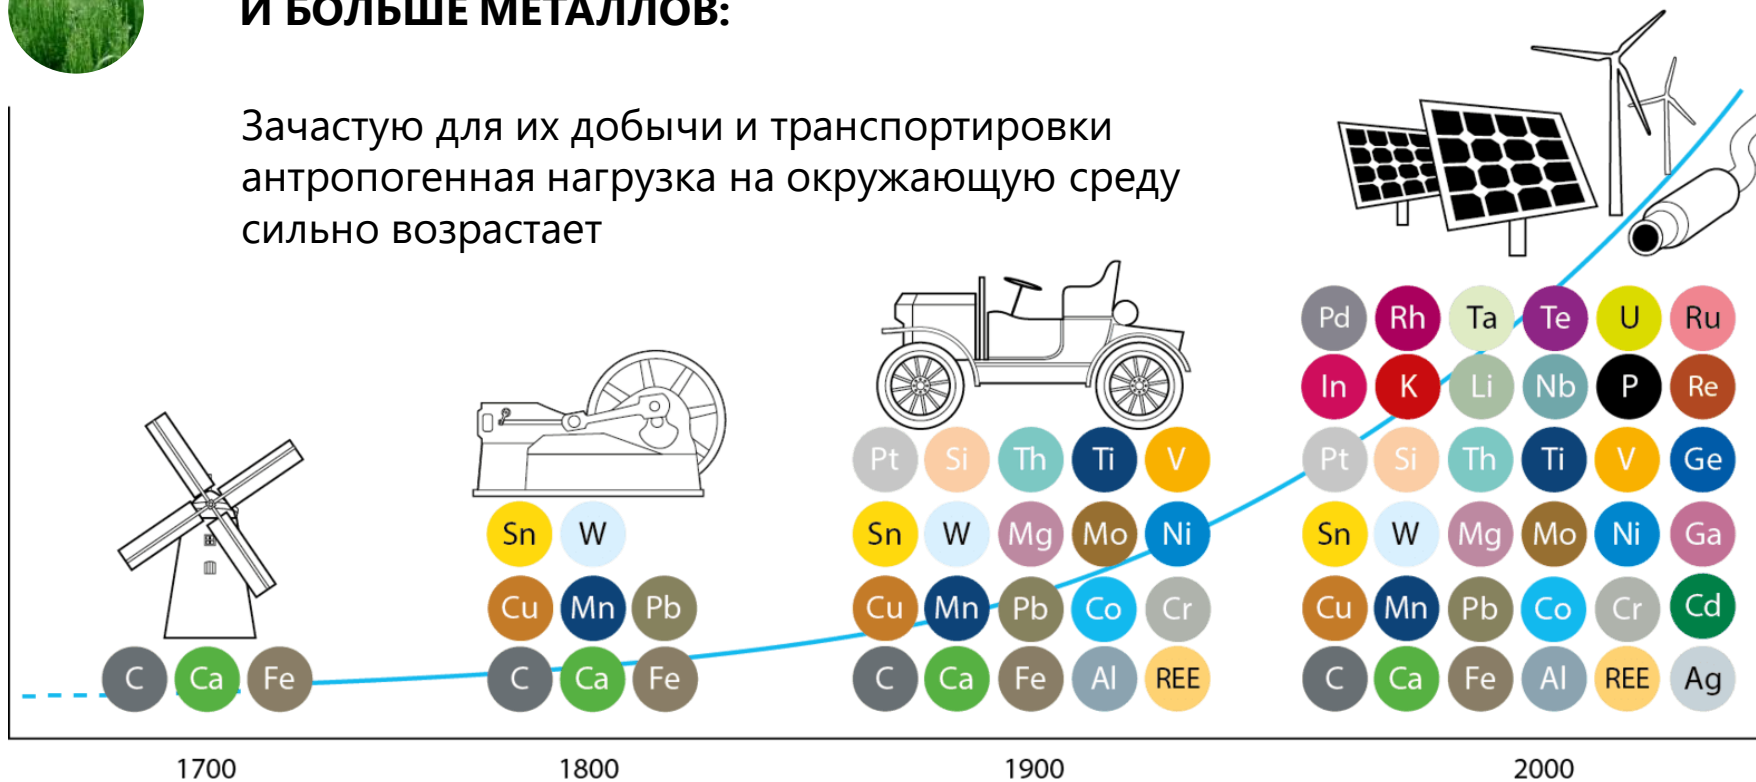 И БОЛЬШЕ МЕТАЛЛОВ:
Зачастую для их добычи и транспортировки
антропогенная нагрузка на окружающую среду
сильно возрастает
Pd Rh Ta Te U Ru
In K Li Nb P Re
Pt Si Th Ti V Pt Si Th Ti V Ge
Sn W Sn W Mg Mo Ni Sn W Mg Mo Ni Ga
Cu Mn Pb Cu Mn Pb Co Cr Cu Mn Pb Co Cr Cd
C Ca Fe C Ca Fe C Ca Fe Al REE C Ca Fe Al REE Ag
1700 1800 1900 2000